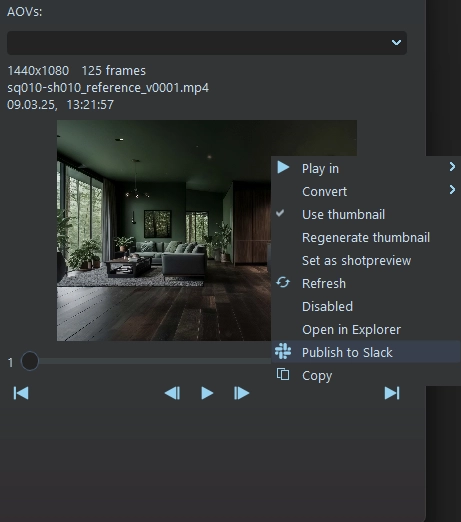 AOVs:
1440x1080 125 frames
sq010-sh010_reference_v0001.mp4
09.03.25, 13:21:57
Play in
Convert
Use thumbnail
Regenerate thumbnail
Set as shotpreview
Refresh
Disabled
Open in Explorer
Publish to Slack
Copy
1